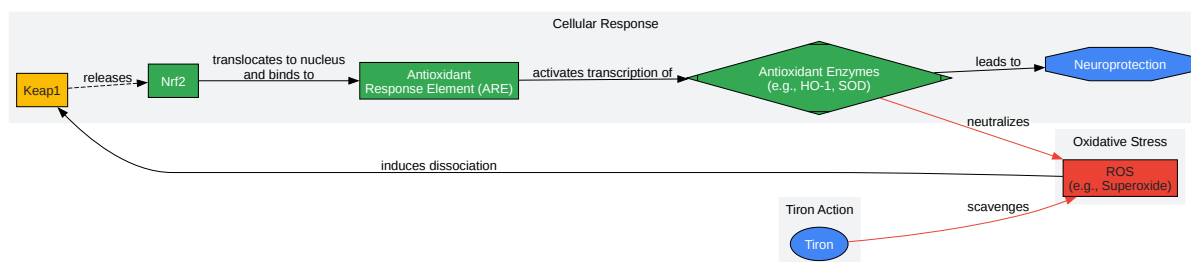 Cellular Response
Keap1
releases
Nrf2
translocates to nucleus
and binds to
Antioxidant
Response Element (ARE)
activates transcription of
Antioxidant Enzymes
(e.g., HO-1, SOD)
leads to
Neuroprotection
neutralizes
Oxidative Stress
ROS
(e.g., Superoxide)
induces dissociation
Tiron Action
Tiron
scavenges